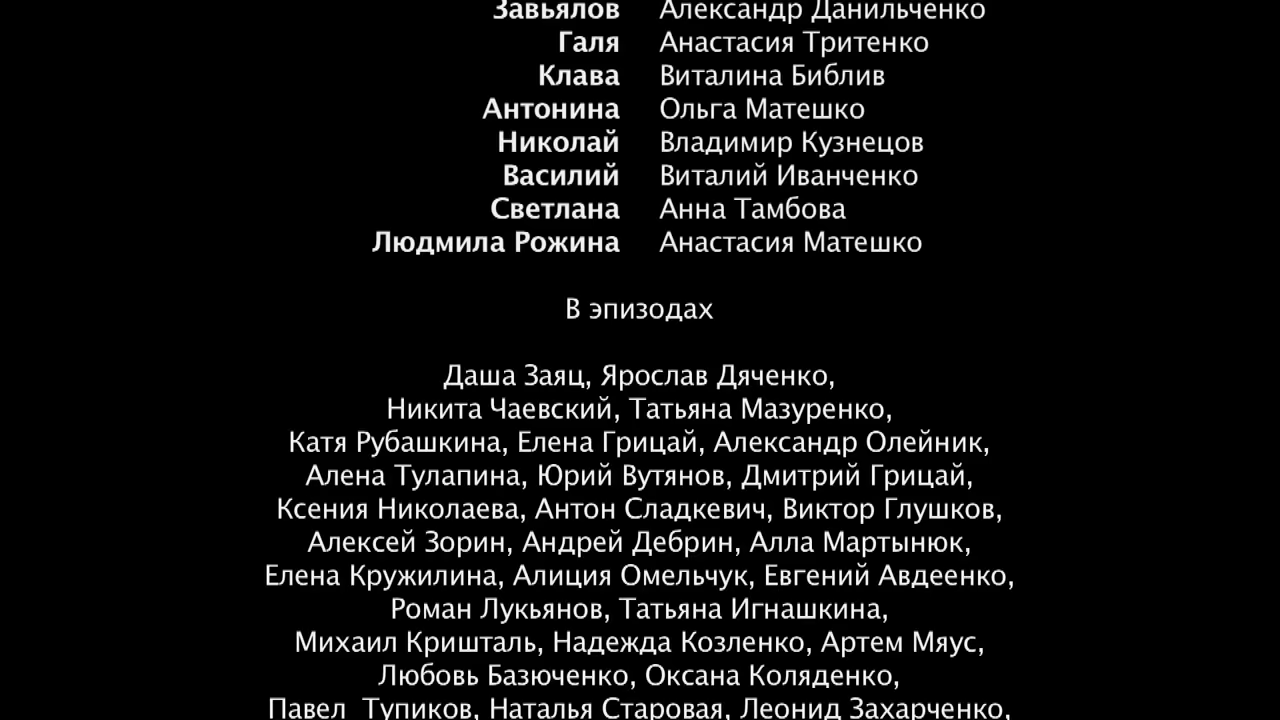 Завьялов Александр Данильченко
Галя Анастасия Тритенко
Клава Виталина Библив
Антонина Ольга Матешко
Николай Владимир Кузнецов
Василий Виталий Иванченко
Светлана Анна Тамбова
Людмила Рожина Анастасия Матешко
В эпизодах
Даша Заяц, Ярослав Дяченко,
Никита Чаевский, Татьяна Мазуренко,
Катя Рубашкина, Елена Грицай, Александр Олейник,
Алена Тулапина, Юрий Вутянов, Дмитрий Грицай,
Ксения Николаева, Антон Сладкевич, Виктор Глушков,
Алексей Зорин, Андрей Дебрин, Алла Мартынюк,
Елена Кружилина, Алиция Омельчук, Евгений Авдеенко,
Роман Лукьянов, Татьяна Игнашкина,
Михаил Кришталь, Надежда Козленко, Артем Мяус,
Любовь Базюченко, Оксана Коляденко,
Павел Тупиков, Наталья Старовая, Леонид Захарченко,